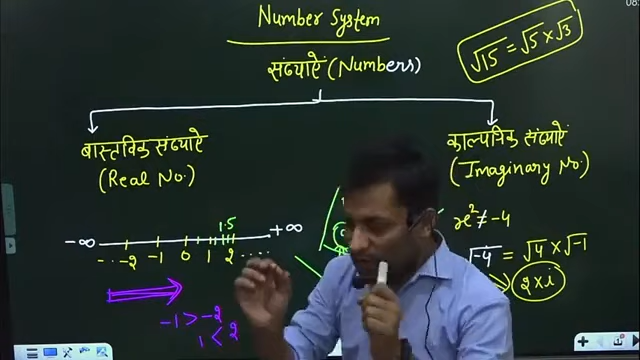 Number System
√15 = √5 × √3
संख्याऐं (Numbers)
बास्तविक संख्याऐं
(Real No.)
काल्पनिक संख्याऐं
(Imaginary No.)
x² ≠ -4
√-4 = √4 × √-1
2 × i
1.5
-∞ +∞
-2 -1 0 1 2
-1 > -2
1 < 2